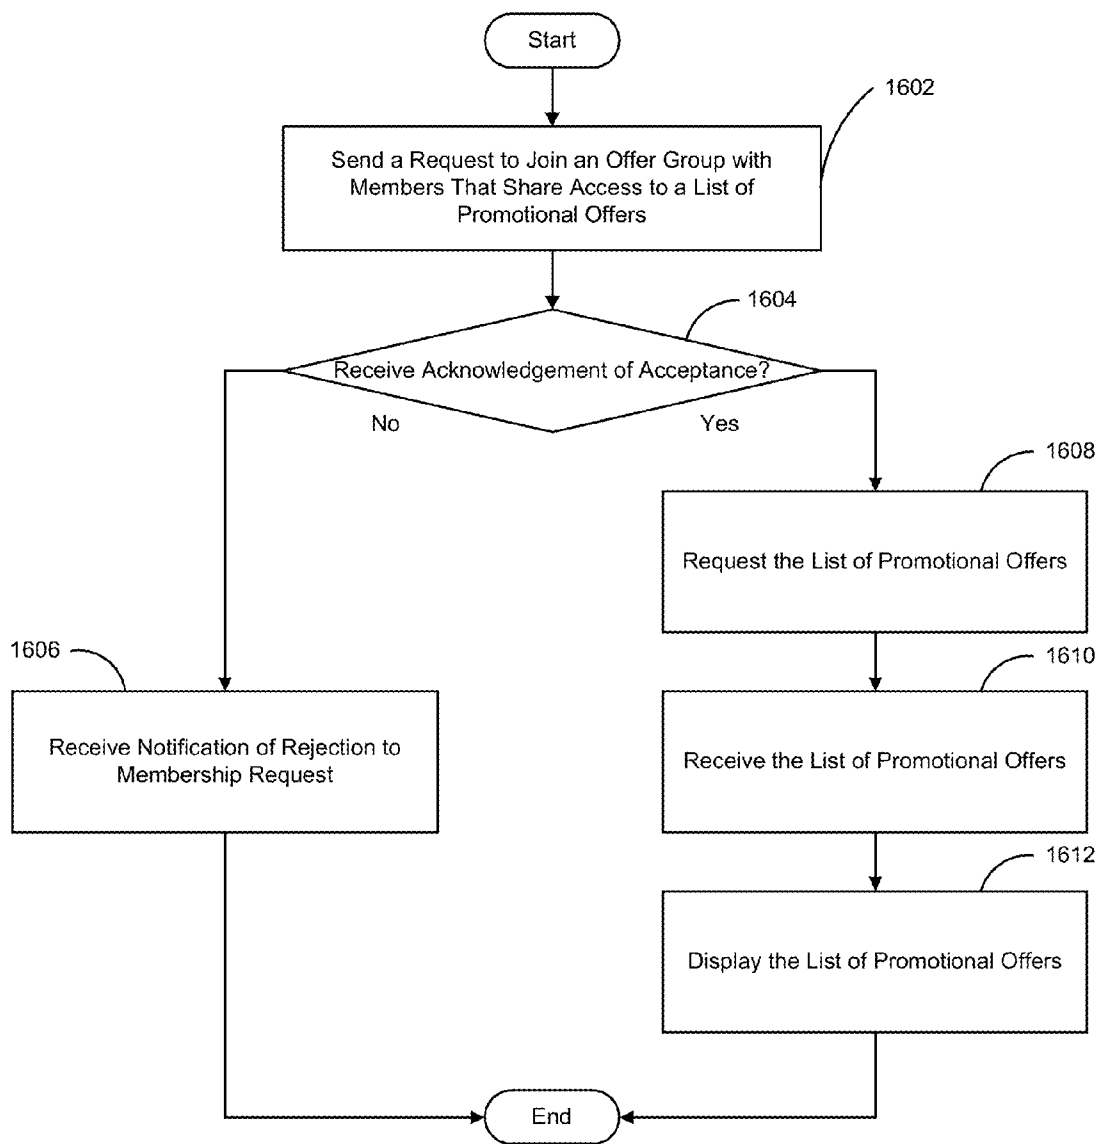 Start
1602
Send a Request to Join an Offer Group with
Members That Share Access to a List of
Promotional Offers
1604
Receive Acknowledgement of Acceptance?
No
Yes
1608
Request the List of Promotional Offers
1606
Receive Notification of Rejection to
Membership Request
1610
Receive the List of Promotional Offers
1612
Display the List of Promotional Offers
End